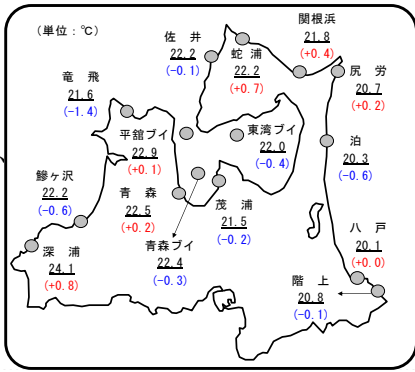 (単位：℃)
関根浜
21.8
(+0.4)
佐井
22.2
(-0.1)
蛇浦
22.2
(+0.7)
尻労
20.7
(+0.2)
竜飛
21.6
(-1.4)
平舘ブイ
22.9
(+0.1)
東湾ブイ
22.0
(-0.4)
泊
20.3
(-0.6)
鰺ヶ沢
22.2
(-0.6)
青森
22.5
(+0.2)
茂浦
21.5
(-0.2)
青森ブイ
22.4
(-0.3)
深浦
24.1
(+0.8)
八戸
20.1
(+0.0)
階上
20.8
(-0.1)